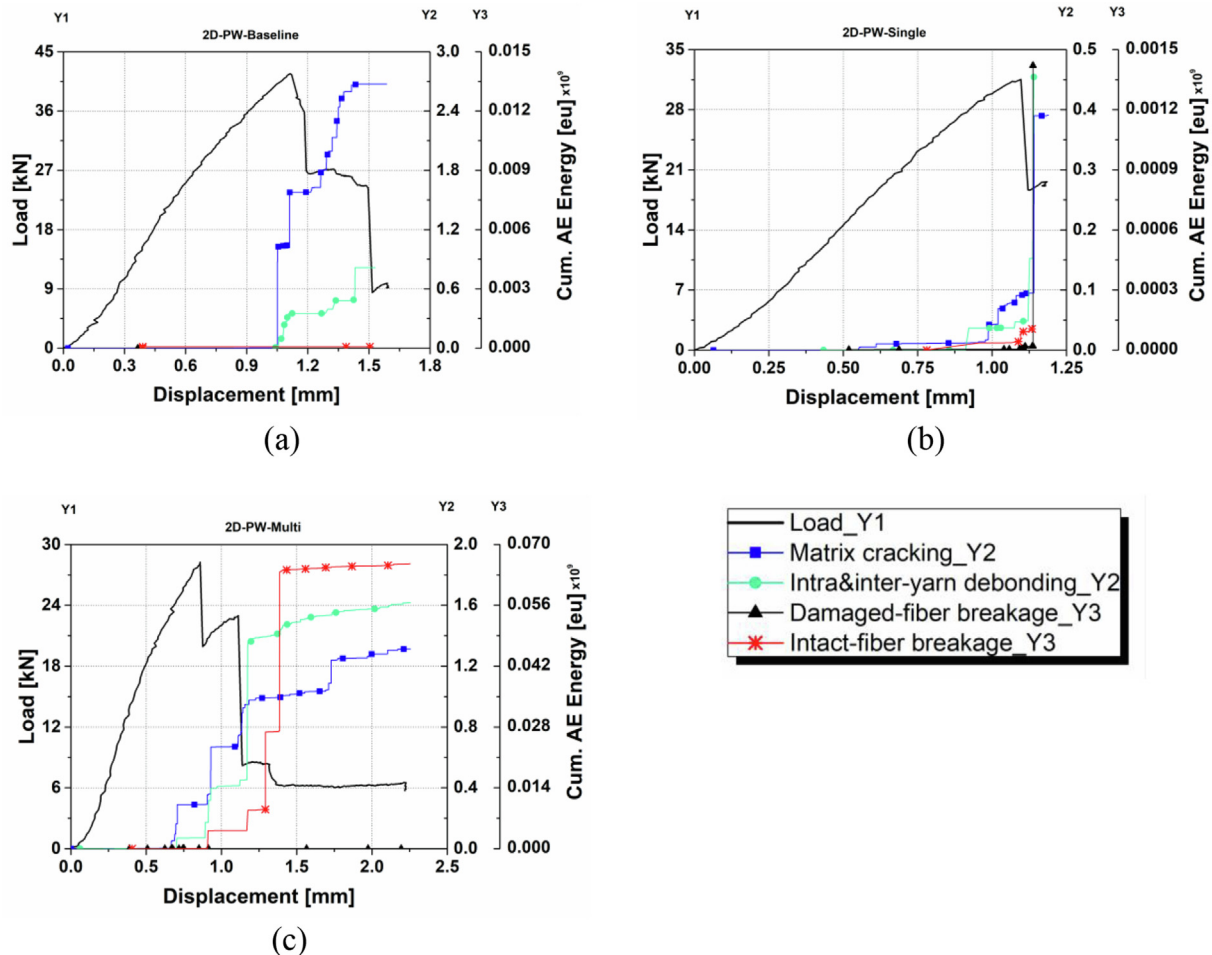 Y1 Y2 Y3
2D-PW-Baseline
45 3.0 0.015
36 2.4 0.012
27 1.8 0.009
18 1.2 0.006
9 0.6 0.003
0 0.0 0.000
0.0 0.3 0.6 0.9 1.2 1.5 1.8
Load [kN]
Displacement [mm]
Cum. AE Energy [eu] x10⁹
(a)
Y1 Y2 Y3
2D-PW-Single
35 0.5 0.0015
28 0.4 0.0012
21 0.3 0.0009
14 0.3 0.0006
7 0.1 0.0003
0 0.0 0.0000
0.00 0.25 0.50 0.75 1.00 1.25
Load [kN]
Displacement [mm]
Cum. AE Energy [eu] x10⁹
(b)
Y1 Y2 Y3
2D-PW-Multi
30 2.0 0.070
24 1.6 0.056
18 1.2 0.042
12 0.8 0.028
6 0.4 0.014
0 0.0 0.000
0.0 0.5 1.0 1.5 2.0 2.5
Load [kN]
Displacement [mm]
Cum. AE Energy [eu] x10⁹
(c)
Load_Y1
Matrix cracking_Y2
Intra&inter-yarn debonding_Y2
Damaged-fiber breakage_Y3
Intact-fiber breakage_Y3